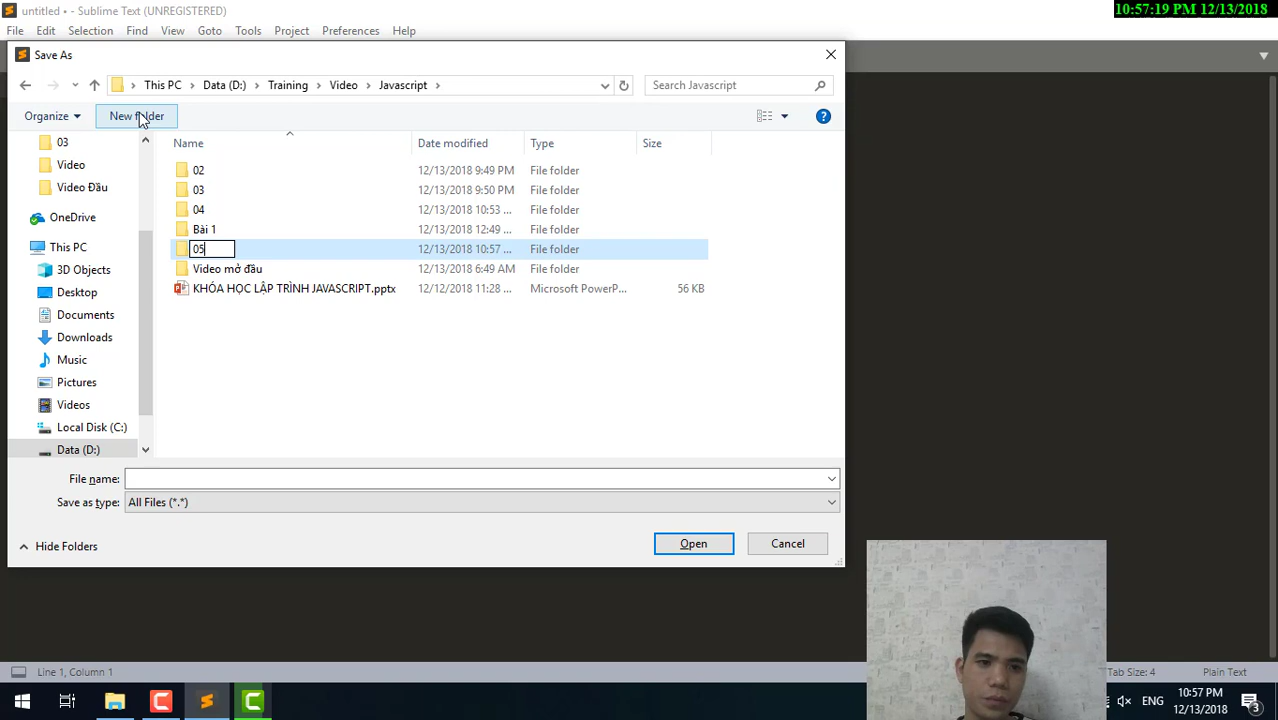 untitled • - Sublime Text (UNREGISTERED)
10:57:19 PM 12/13/2018
File Edit Selection Find View Goto Tools Project Preferences Help
Save As
This PC > Data (D:) > Training > Video > Javascript >
Search Javascript
Organize New folder
Name Date modified Type Size
03
Video
Video Đầu
OneDrive
This PC
3D Objects
Desktop
Documents
Downloads
Music
Pictures
Videos
Local Disk (C:)
Data (D:)
02 12/13/2018 9:49 PM File folder
03 12/13/2018 9:50 PM File folder
04 12/13/2018 10:53 ... File folder
Bài 1 12/13/2018 12:49 ... File folder
05 12/13/2018 10:57 ... File folder
Video mở đầu 12/13/2018 6:49 AM File folder
KHÓA HỌC LẬP TRÌNH JAVASCRIPT.pptx 12/12/2018 11:28 ... Microsoft PowerP... 56 KB
File name:
Save as type: All Files (*.*)
Hide Folders
Open Cancel
Line 1, Column 1
Tab Size: 4 Plain Text
ENG
10:57 PM
12/13/2018
3